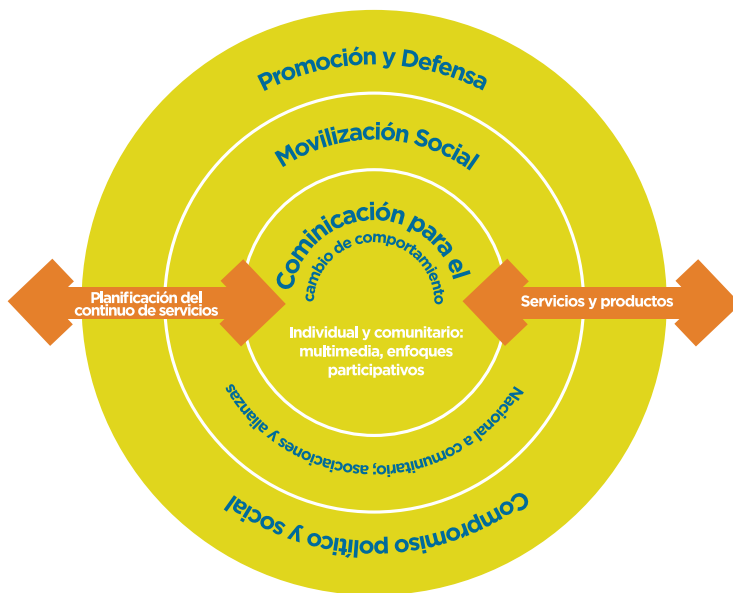 Promoción y Defensa
Movilización Social
Cominicación para el
cambio de comportamiento
Planificación del
continuo de servicios
Servicios y productos
Individual y comunitario:
multimedia, enfoques
participativos
Nacional a comunitario; asociaciones y alianzas
Compromiso político y social